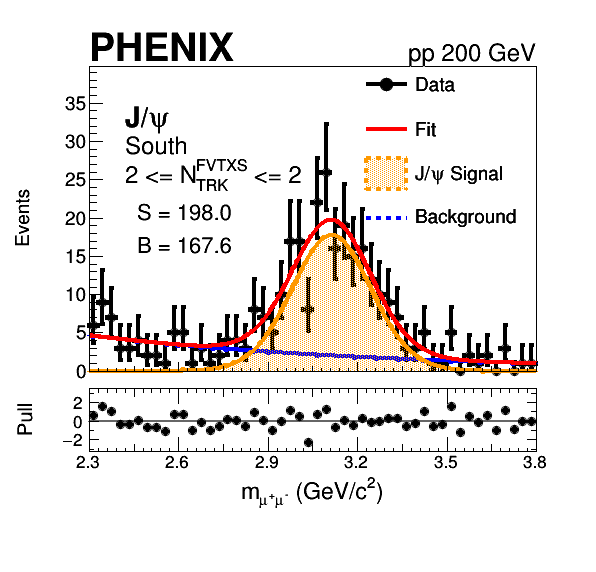 PHENIX pp 200 GeV
Data
J/ψ
Fit
South
2 <= N_TRK^FVTXS <= 2
J/ψ Signal
S = 198.0
Background
B = 167.6
Events
35
30
25
20
15
10
5
0
Pull
2
0
−2
2.3 2.6 2.9 3.2 3.5 3.8
m_μ⁺μ⁻ (GeV/c²)